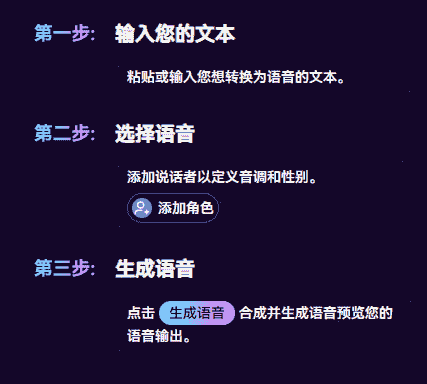 第一步: 输入您的文本
粘贴或输入您想转换为语音的文本。
第二步: 选择语音
添加说话者以定义音调和性别。
添加角色
第三步: 生成语音
点击 生成语音 合成并生成语音预览您的
语音输出。